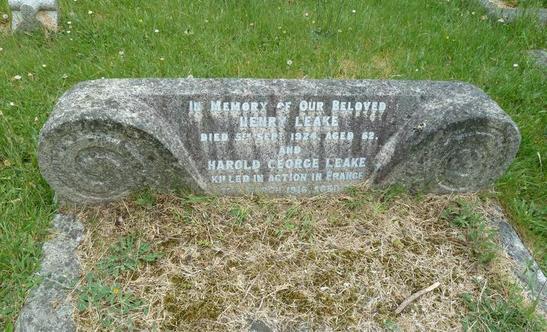 In Memory of Our Beloved
HENRY LEAKE
DIED 5TH SEPT 1924, AGED 62.
AND
HAROLD GEORGE LEAKE
KILLED IN ACTION IN FRANCE